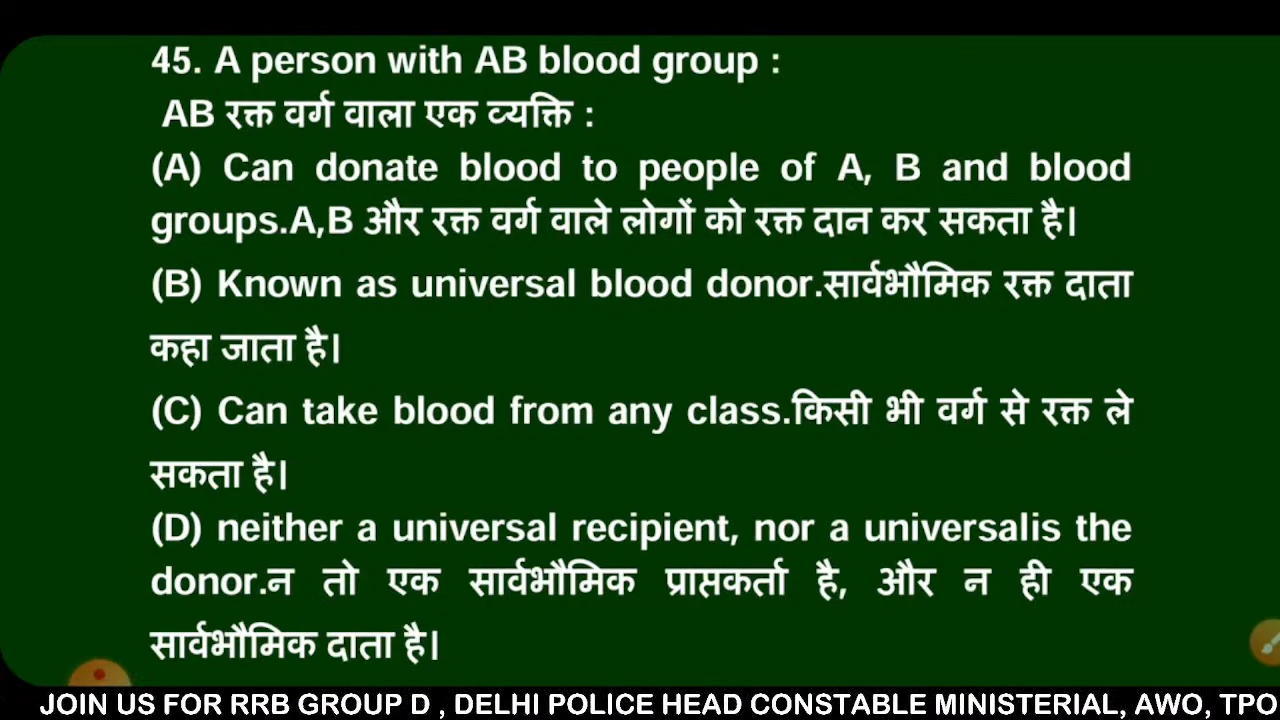 45. A person with AB blood group :
AB रक्त वर्ग वाला एक व्यक्ति :
(A) Can donate blood to people of A, B and blood
groups.A,B और रक्त वर्ग वाले लोगों को रक्त दान कर सकता है।
(B) Known as universal blood donor.सार्वभौमिक रक्त दाता
कहा जाता है।
(C) Can take blood from any class.किसी भी वर्ग से रक्त ले
सकता है।
(D) neither a universal recipient, nor a universalis the
donor.न तो एक सार्वभौमिक प्राप्तकर्ता है, और न ही एक
सार्वभौमिक दाता है।
JOIN US FOR RRB GROUP D , DELHI POLICE HEAD CONSTABLE MINISTERIAL, AWO, TPO